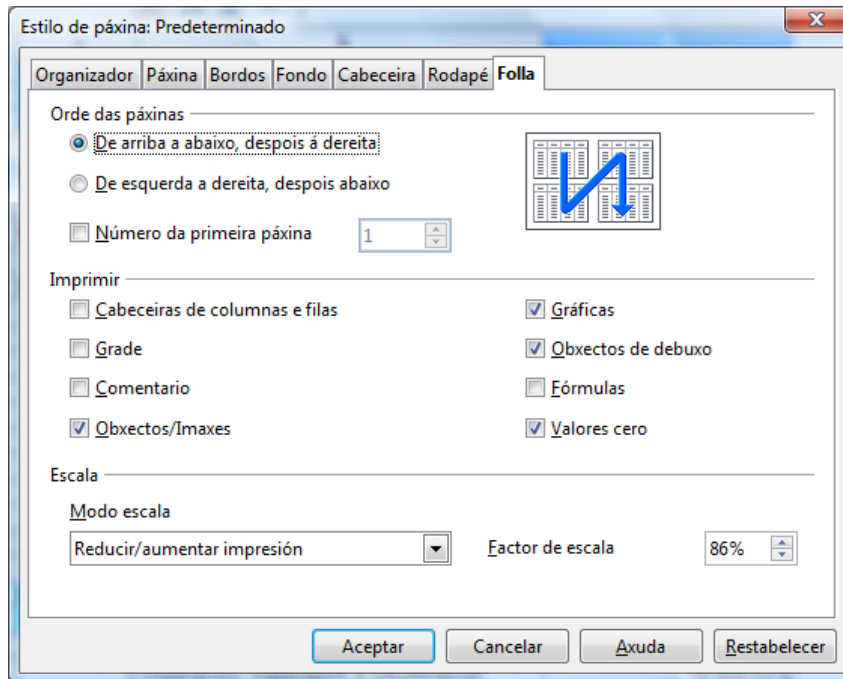 Estilo de páxina: Predeterminado
Organizador Páxina Bordos Fondo Cabeceira Rodapé Folla
Orde das páxinas
De arriba a abaixo, despois á dereita
De esquerda a dereita, despois abaixo
Número da primeira páxina 1
Imprimir
Cabeceiras de columnas e filas Gráficas
Grade Obxectos de debuxo
Comentario Fórmulas
Obxectos/Imaxes Valores cero
Escala
Modo escala
Reducir/aumentar impresión Factor de escala 86%
Aceptar Cancelar Axuda Restabelecer